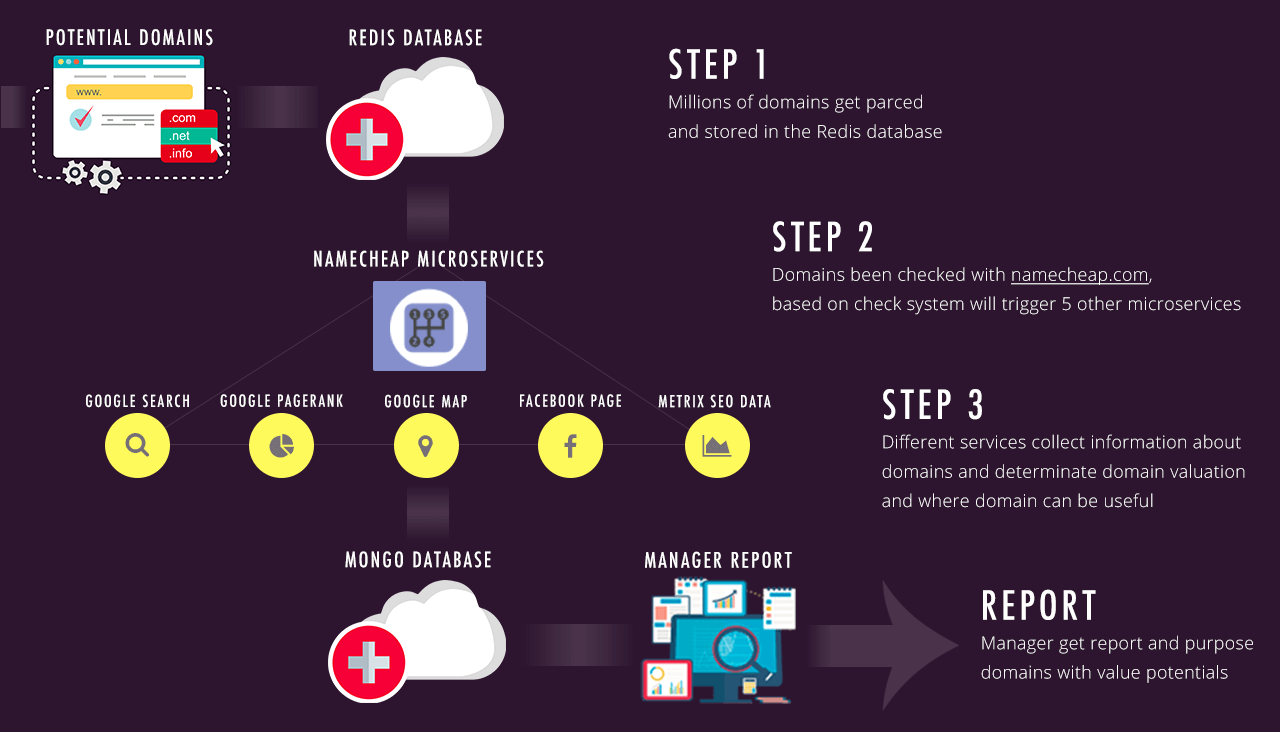 POTENTIAL DOMAINS
REDIS DATABASE
www.
.com
.net
.info
STEP 1
Millions of domains get parced
and stored in the Redis database
STEP 2
Domains been checked with namecheap.com,
based on check system will trigger 5 other microservices
NAMECHEAP MICROSERVICES
1 3 5
2 4
GOOGLE SEARCH
GOOGLE PAGERANK
GOOGLE MAP
FACEBOOK PAGE
METRIX SEO DATA
STEP 3
Different services collect information about
domains and determinate domain valuation
and where domain can be useful
MONGO DATABASE
MANAGER REPORT
REPORT
Manager get report and purpose
domains with value potentials